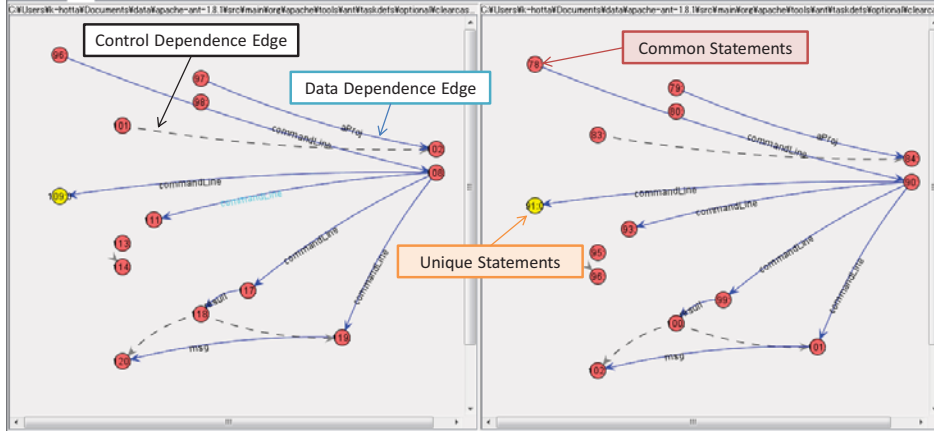 C:¥Users¥k-hotta¥Documents¥data¥apache-ant-1.8.1¥src¥main¥org¥apache¥tools¥ant¥taskdefs¥optional¥clearcas...
C:¥Users¥k-hotta¥Documents¥data¥apache-ant-1.8.1¥src¥main¥org¥apache¥tools¥ant¥taskdefs¥optional¥clearcas...
Control Dependence Edge
Common Statements
Data Dependence Edge
Unique Statements
96
97
98
101
aProj
commandLine
102
108
109:0
commandLine
commandLine
111
113
114
commandLine
commandLine
117
118
119
msg
120
78
79
80
83
aProj
commandLine
84
90
91:0
commandLine
commandLine
93
95
96
commandLine
commandLine
99
100
101
msg
102